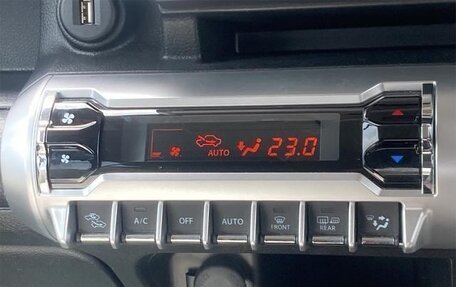 AUTO 23.0
A/C OFF AUTO FRONT REAR